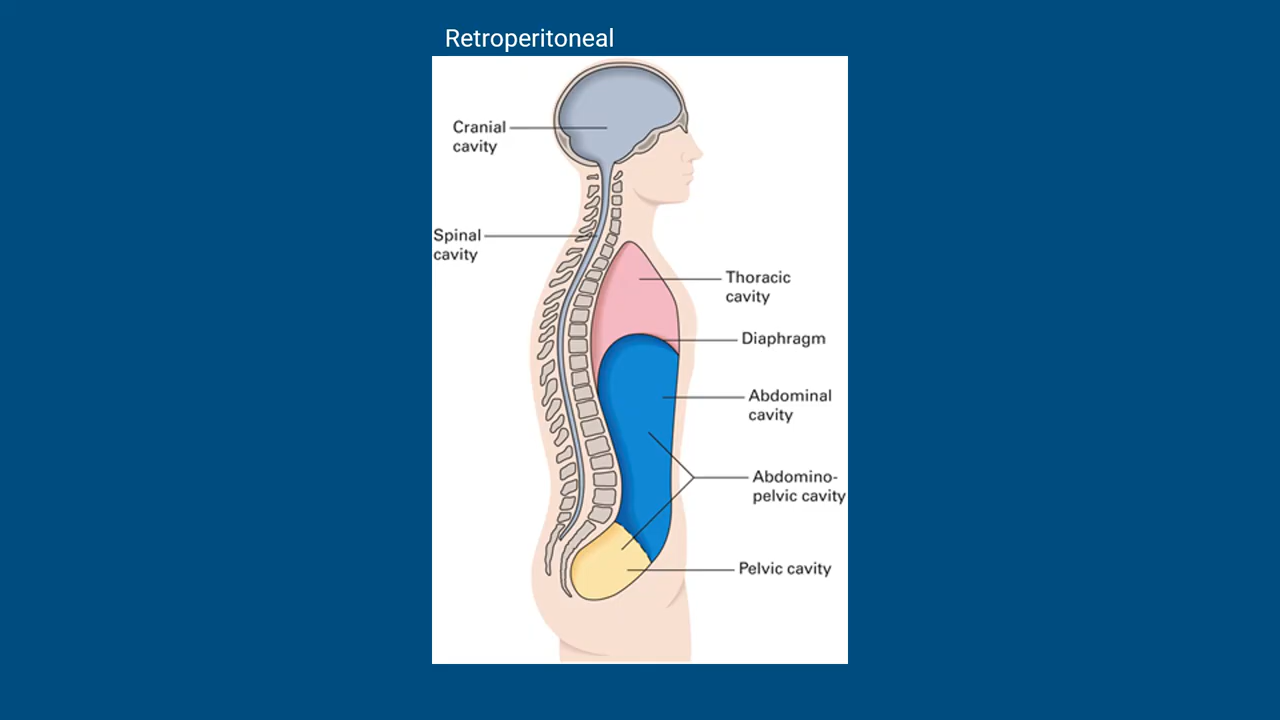 Retroperitoneal
Cranial
cavity
Spinal
cavity
Thoracic
cavity
Diaphragm
Abdominal
cavity
Abdomino-
pelvic cavity
Pelvic cavity